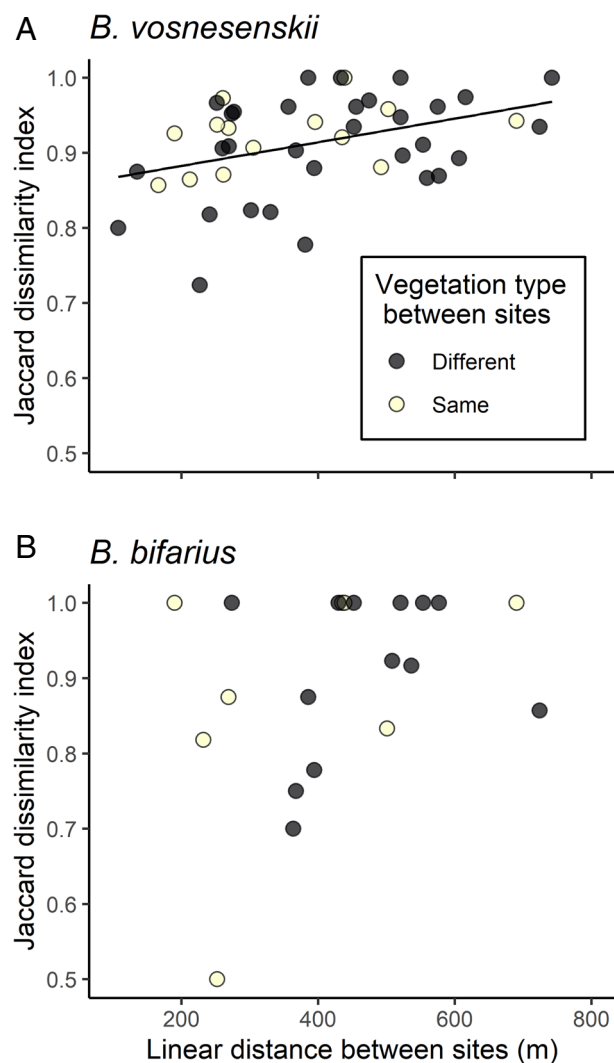 A B. vosnesenskii
Jaccard dissimilarity index
1.0
0.9
0.8
0.7
0.6
0.5
Vegetation type
between sites
Different
Same
B B. bifarius
Jaccard dissimilarity index
1.0
0.9
0.8
0.7
0.6
0.5
200 400 600 800
Linear distance between sites (m)